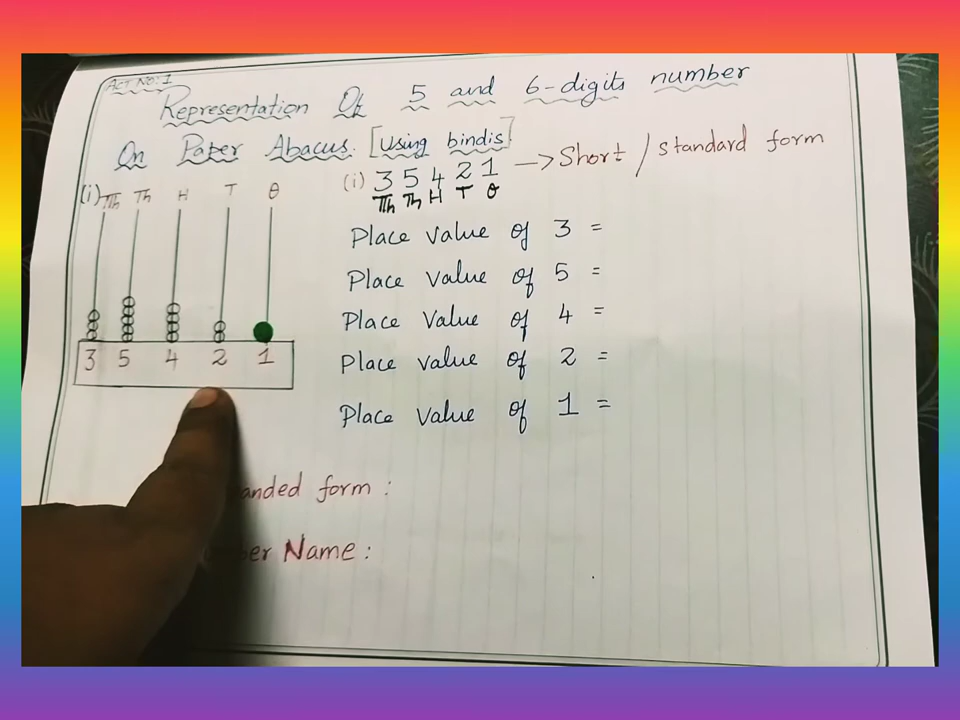 ACT NO:1
Representation Of 5 and 6-digits number
On Paper Abacus. [Using bindis]
(i) TTh Th H T O
3 5 4 2 1
(i) 3 5 4 2 1 → Short / standard form
TTh Th H T O
Place value of 3 =
Place value of 5 =
Place Value of 4 =
Place value of 2 =
Place value of 1 =
anded form :
er Name :